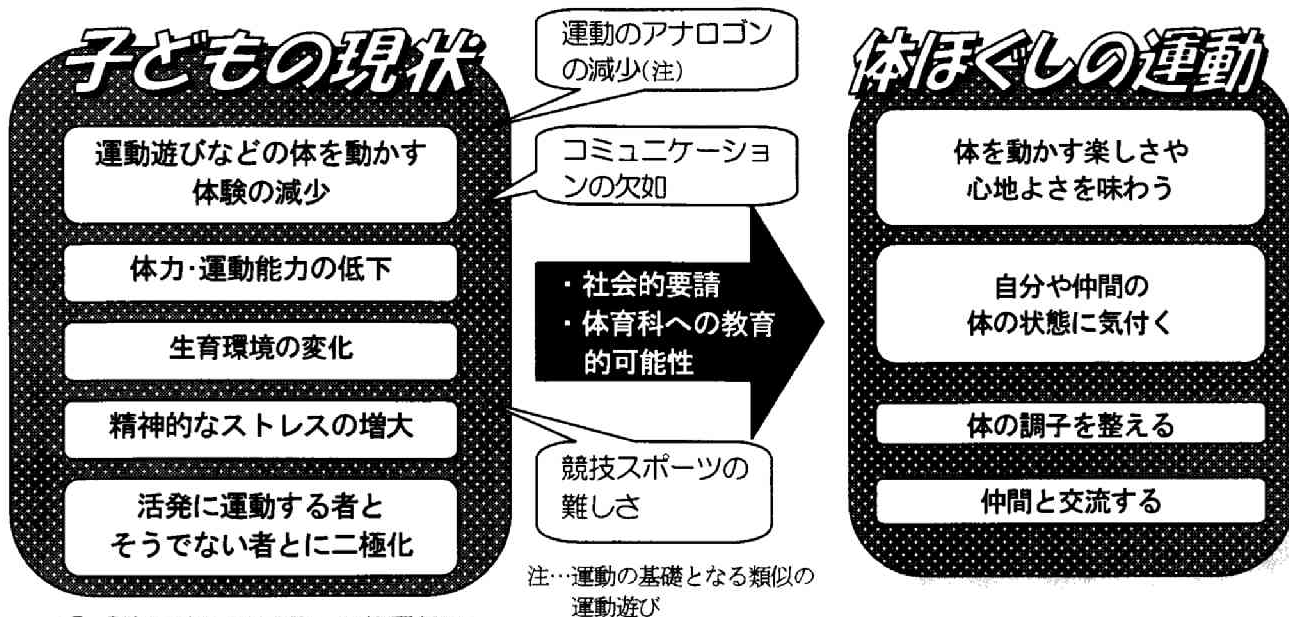 子どもの現状
運動遊びなどの体を動かす
体験の減少
体力・運動能力の低下
生育環境の変化
精神的なストレスの増大
活発に運動する者と
そうでない者とに二極化
運動のアナロゴン
の減少(注)
コミュニケーショ
ンの欠如
・社会的要請
・体育科への教育
的可能性
競技スポーツの
難しさ
注…運動の基礎となる類似の
運動遊び
体ほぐしの運動
体を動かす楽しさや
心地よさを味わう
自分や仲間の
体の状態に気付く
体の調子を整える
仲間と交流する